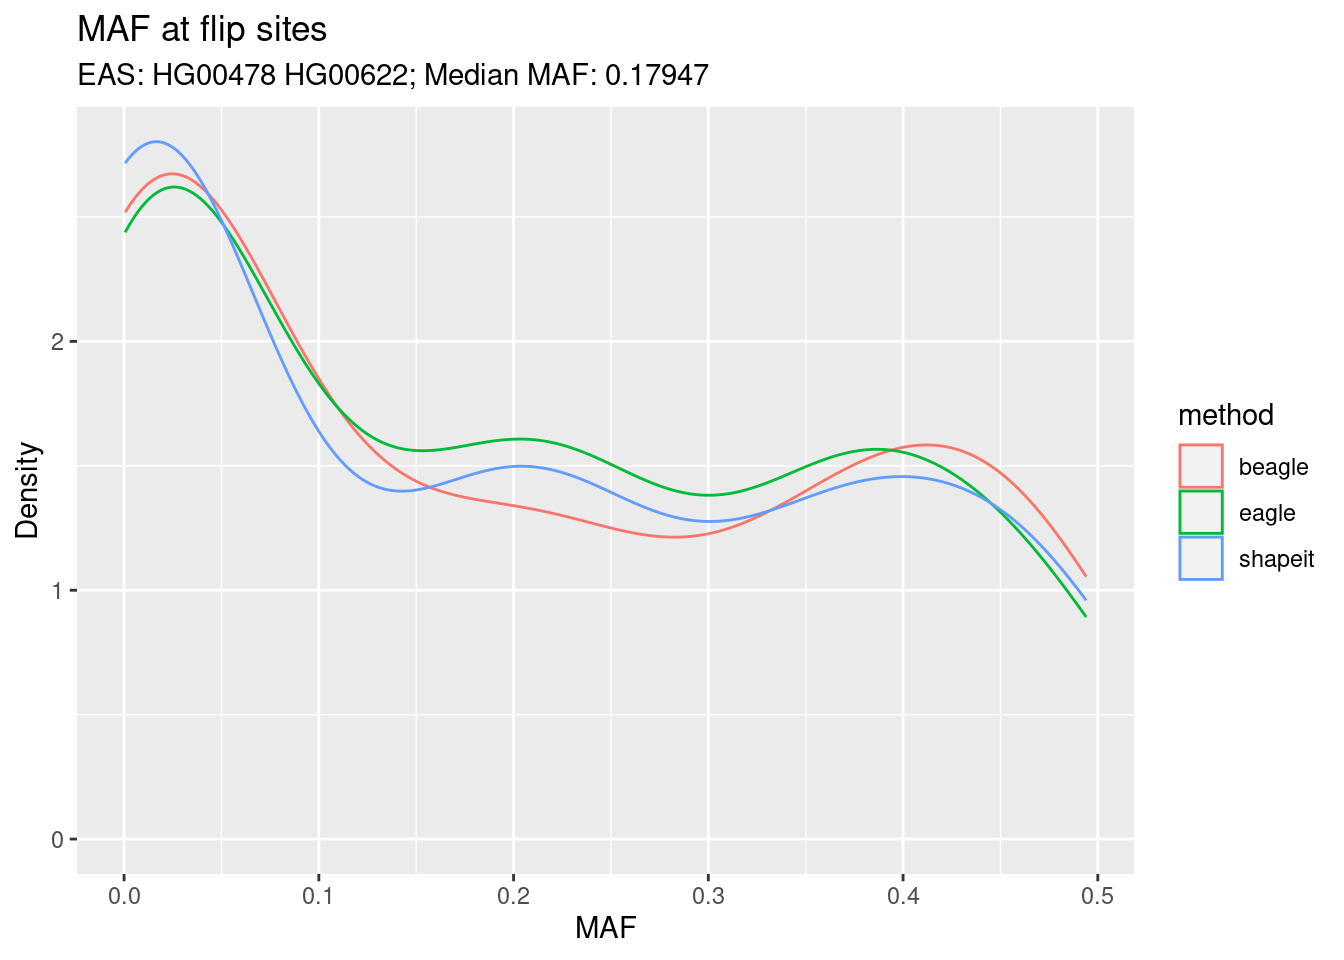 MAF at flip sites
EAS: HG00478 HG00622; Median MAF: 0.17947
Density
2
1
0
0.0 0.1 0.2 0.3 0.4 0.5
MAF
method
beagle
eagle
shapeit